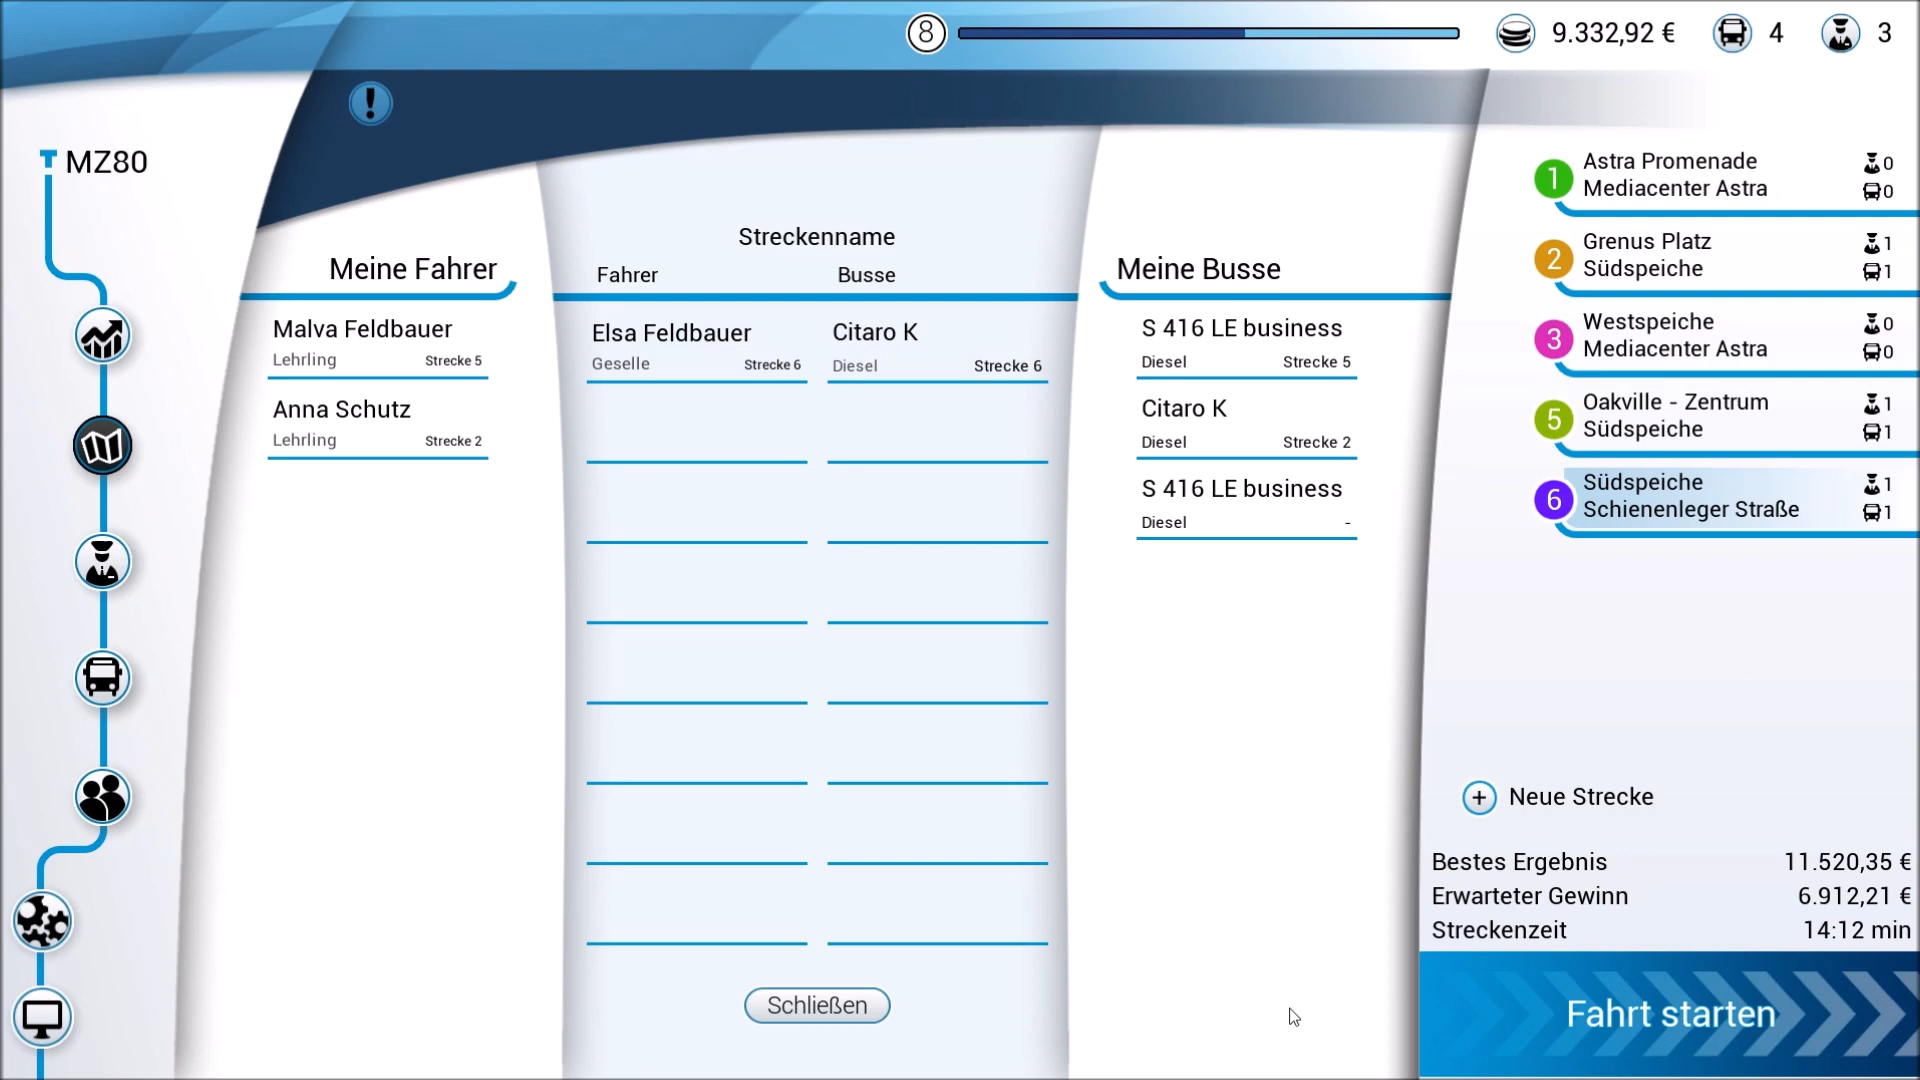 8
9.332,92 €
4
3
MZ80
Streckenname
Meine Fahrer
Fahrer
Busse
Meine Busse
Malva Feldbauer
Lehrling
Strecke 5
Anna Schutz
Lehrling
Strecke 2
Elsa Feldbauer
Geselle
Strecke 6
Citaro K
Diesel
Strecke 6
S 416 LE business
Diesel
Strecke 5
Citaro K
Diesel
Strecke 2
S 416 LE business
Diesel
-
Schließen
1
Astra Promenade
Mediacenter Astra
0
0
2
Grenus Platz
Südspeiche
1
1
3
Westspeiche
Mediacenter Astra
0
0
5
Oakville - Zentrum
Südspeiche
1
1
6
Südspeiche
Schienenleger Straße
1
1
Neue Strecke
Bestes Ergebnis 11.520,35 €
Erwarteter Gewinn 6.912,21 €
Streckenzeit 14:12 min
Fahrt starten